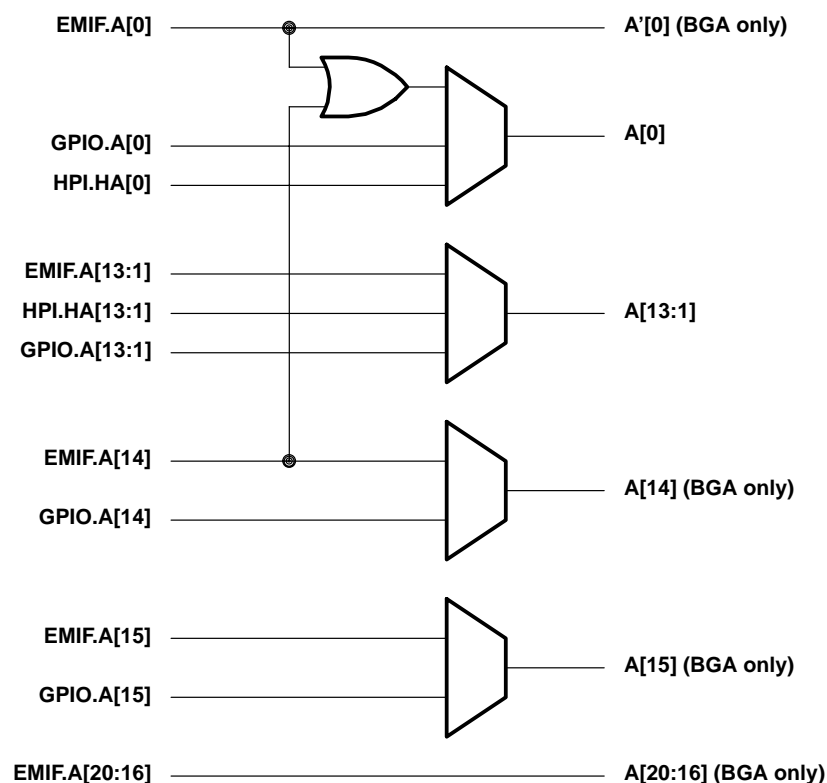 EMIF.A[0] A’[0] (BGA only)
A[0]
GPIO.A[0]
HPI.HA[0]
EMIF.A[13:1]
HPI.HA[13:1] A[13:1]
GPIO.A[13:1]
EMIF.A[14]
A[14] (BGA only)
GPIO.A[14]
EMIF.A[15]
A[15] (BGA only)
GPIO.A[15]
EMIF.A[20:16] A[20:16] (BGA only)